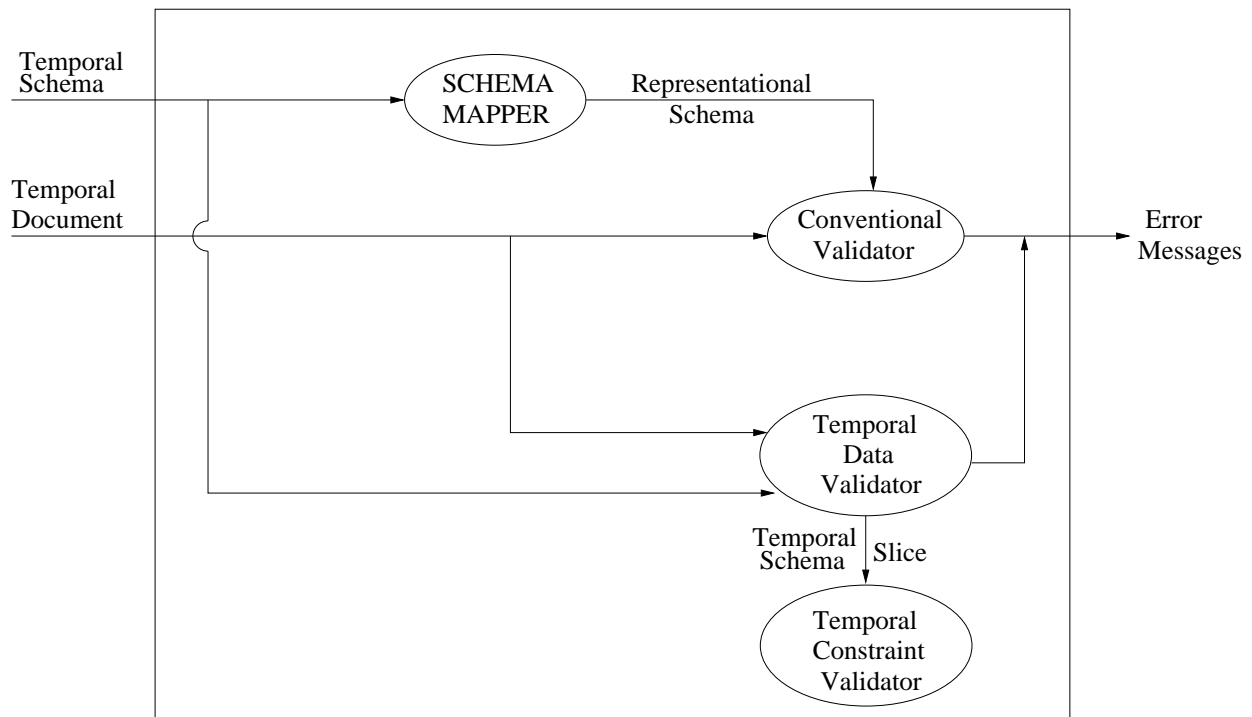 Temporal
Schema
SCHEMA
MAPPER
Representational
Schema
Temporal
Document
Conventional
Validator
Error
Messages
Temporal
Data
Validator
Temporal
Schema
Slice
Temporal
Constraint
Validator